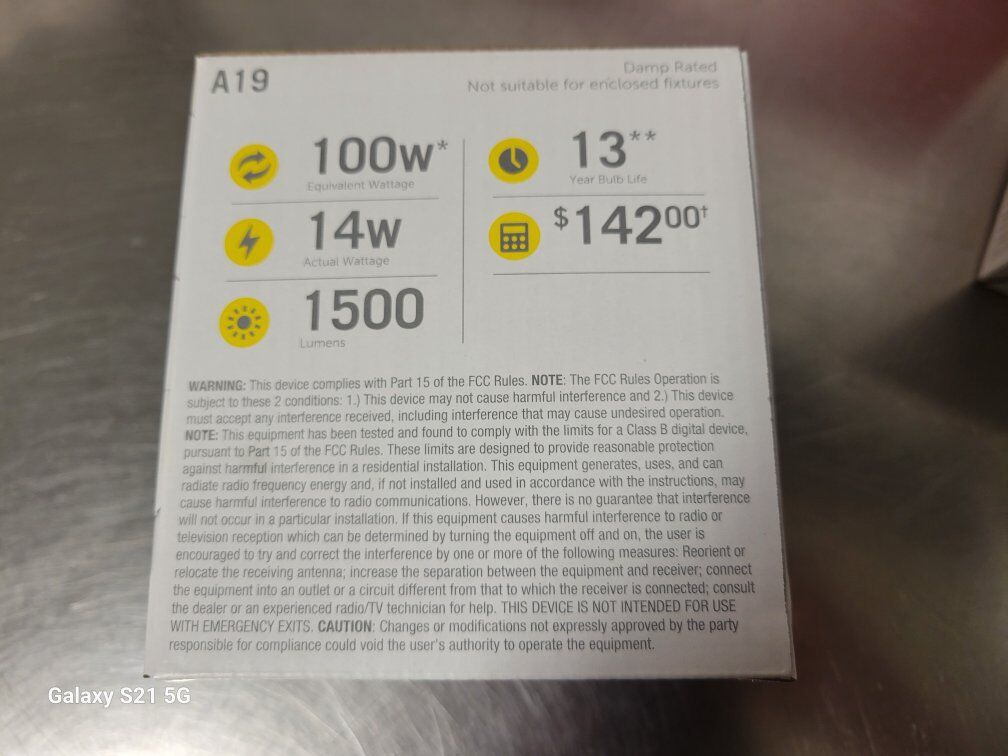 A19
Damp Rated
Not suitable for enclosed fixtures
100w*
Equivalent Wattage
14w
Actual Wattage
1500
Lumens
13**
Year Bulb Life
$14200†
WARNING: This device complies with Part 15 of the FCC Rules. NOTE: The FCC Rules Operation is
subject to these 2 conditions: 1.) This device may not cause harmful interference and 2.) This device
must accept any interference received, including interference that may cause undesired operation.
NOTE: This equipment has been tested and found to comply with the limits for a Class B digital device,
pursuant to Part 15 of the FCC Rules. These limits are designed to provide reasonable protection
against harmful interference in a residential installation. This equipment generates, uses, and can
radiate radio frequency energy and, if not installed and used in accordance with the instructions, may
cause harmful interference to radio communications. However, there is no guarantee that interference
will not occur in a particular installation. If this equipment causes harmful interference to radio or
television reception which can be determined by turning the equipment off and on, the user is
encouraged to try and correct the interference by one or more of the following measures: Reorient or
relocate the receiving antenna; increase the separation between the equipment and receiver; connect
the equipment into an outlet or a circuit different from that to which the receiver is connected; consult
the dealer or an experienced radio/TV technician for help. THIS DEVICE IS NOT INTENDED FOR USE
WITH EMERGENCY EXITS. CAUTION: Changes or modifications not expressly approved by the party
responsible for compliance could void the user's authority to operate the equipment.
Galaxy S21 5G